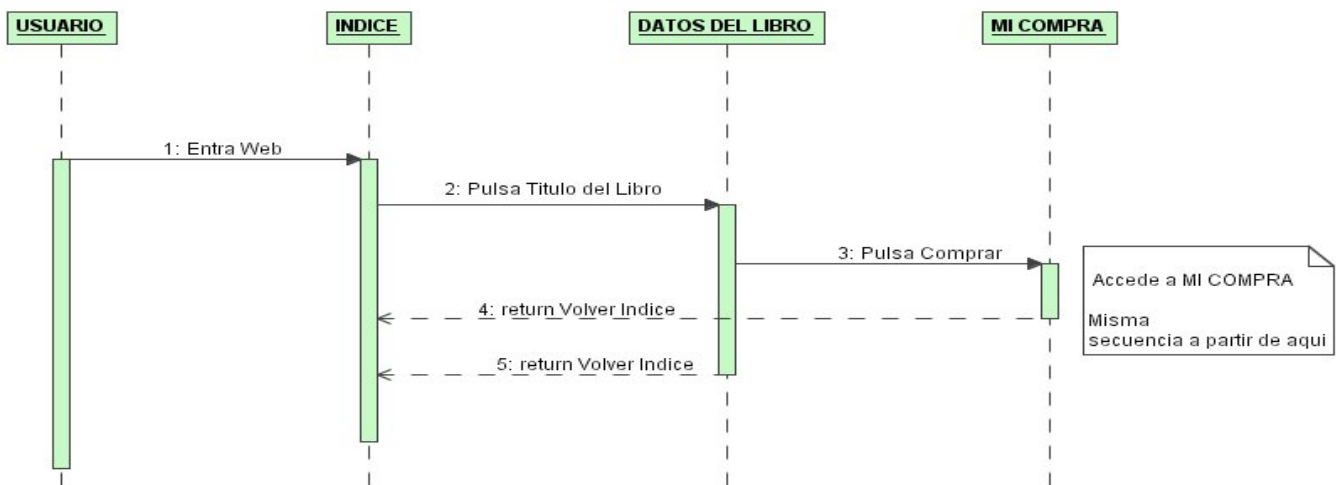 USUARIO
INDICE
DATOS DEL LIBRO
MI COMPRA
1: Entra Web
2: Pulsa Titulo del Libro
3: Pulsa Comprar
Accede a MI COMPRA
4: return Volver Indice
Misma
secuencia a partir de aqui
5: return Volver Indice